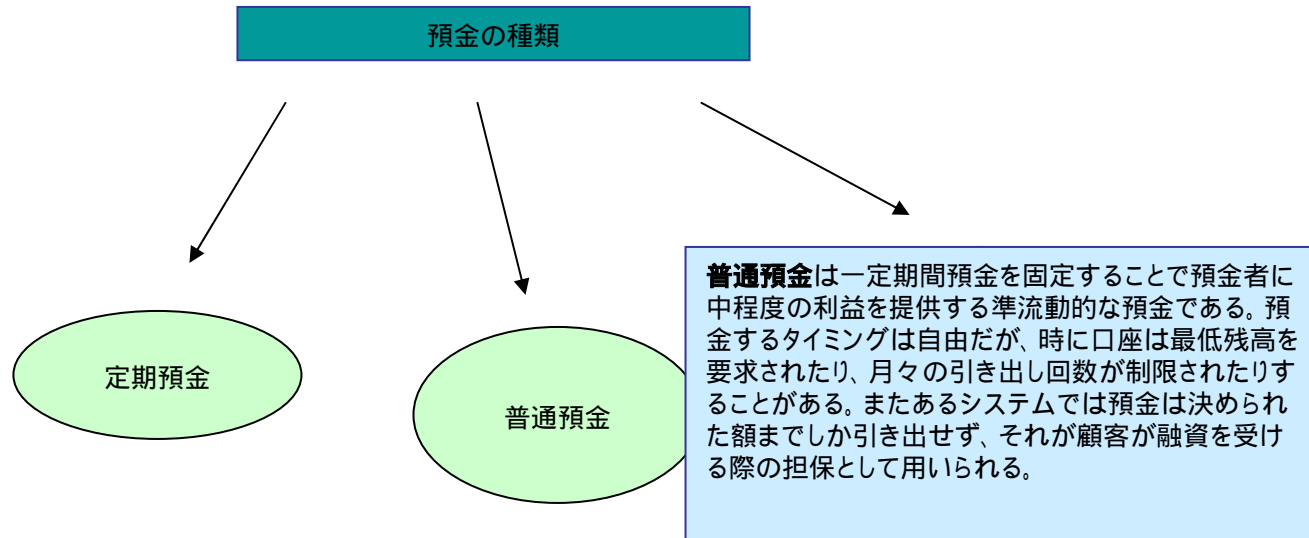 預金の種類
定期預金
普通預金
普通預金は一定期間預金を固定することで預金者に
中程度の利益を提供する準流動的な預金である。預
金するタイミングは自由だが、時に口座は最低残高を
要求されたり、月々の引き出し回数が制限されたりす
ることがある。またあるシステムでは預金は決められ
た額までしか引き出せず、それが顧客が融資を受け
る際の担保として用いられる。